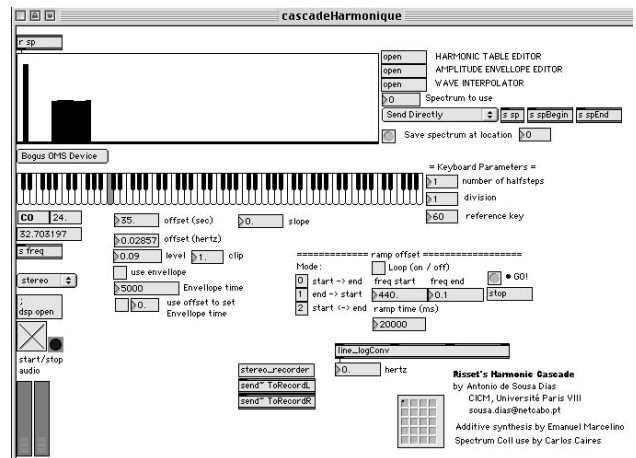 cascadeHarmonique
r sp
open HARMONIC TABLE EDITOR
open AMPLITUDE ENVELLOPE EDITOR
open WAVE INTERPOLATOR
0 Spectrum to use
Send Directly s sp s spBegin s spEnd
Save spectrum at location 0
Bogus OMS Device
= Keyboard Parameters =
1 number of halfsteps
1 division
60 reference key
C0 24.
32.703197
s freq
35. offset (sec) 0. slope
0.02857 offset (hertz)
0.09 level 1. clip
use envellope
5000 Envellope time
0. use offset to set
Envellope time
stereo
;
dsp open
start/stop
audio
============= ramp offset ==================
Mode: Loop (on / off) GO!
0 start -> end freq start freq end
1 end -> start 440. 0.1 stop
2 start <-> end ramp time (ms)
20000
line_logConv
0. hertz
stereo_recorder
send~ ToRecordL
send~ ToRecordR
Risset's Harmonic Cascade
by Antonio de Sousa Dias
CICM, Université Paris VIII
sousa.dias@netcabo.pt
Additive synthesis by Emanuel Marcelino
Spectrum Coll use by Carlos Caires